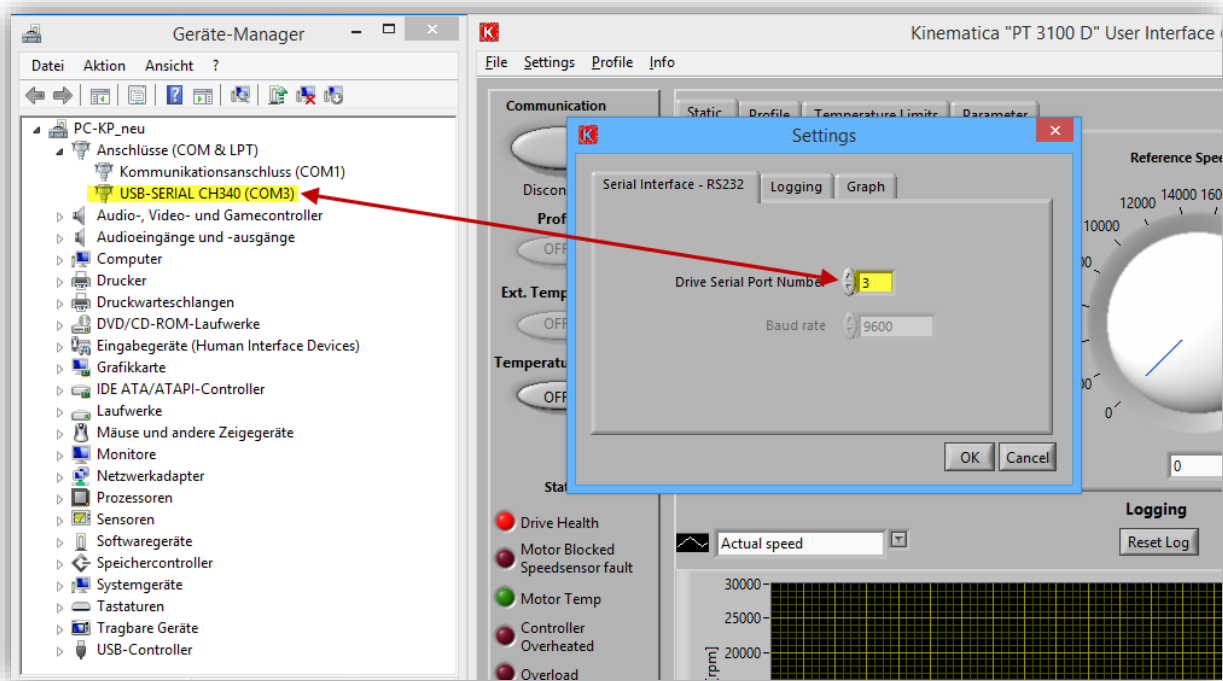 Geräte-Manager
Datei Aktion Ansicht ?
PC-KP_neu
Anschlüsse (COM & LPT)
Kommunikationsanschluss (COM1)
USB-SERIAL CH340 (COM3)
Audio-, Video- und Gamecontroller
Audioeingänge und -ausgänge
Computer
Drucker
Druckwarteschlangen
DVD/CD-ROM-Laufwerke
Eingabegeräte (Human Interface Devices)
Grafikkarte
IDE ATA/ATAPI-Controller
Laufwerke
Mäuse und andere Zeigegeräte
Monitore
Netzwerkadapter
Prozessoren
Sensoren
Softwaregeräte
Speichercontroller
Systemgeräte
Tastaturen
Tragbare Geräte
USB-Controller
K
Kinematica "PT 3100 D" User Interface (
File Settings Profile Info
Communication
Discon
Prof
OFF
Ext. Temp
OFF
Temperatu
OFF
Sta
Drive Health
Motor Blocked
Speedsensor fault
Motor Temp
Controller
Overheated
Overload
Static Profile Temperature Limits Parameter
K
Settings
Serial Interface - RS232 Logging Graph
Drive Serial Port Number 3
Baud rate 9600
OK Cancel
Reference Spee
10000 12000 14000 160
0
0
Logging
Actual speed
Reset Log
30000
25000
20000
[rpm]